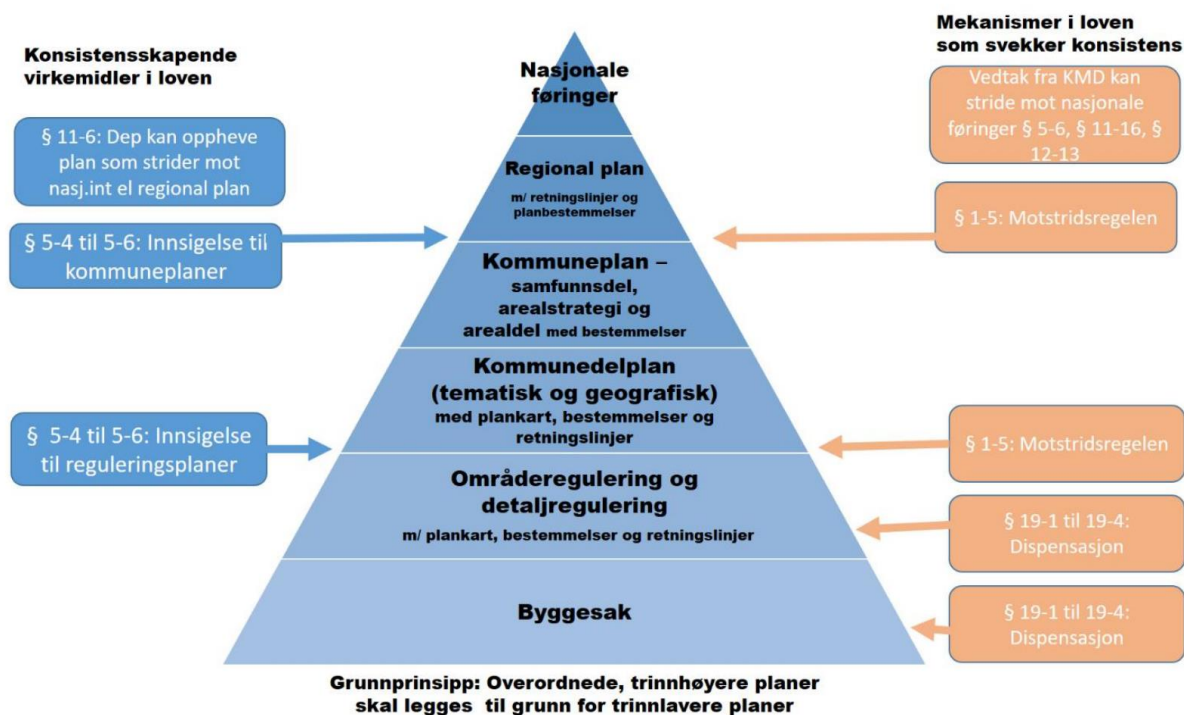 Konsistensskapende
virkemidler i loven
§ 11-6: Dep kan oppheve
plan som strider mot
nasj.int el regional plan
§ 5-4 til 5-6: Innsigelse til
kommuneplaner
§ 5-4 til 5-6: Innsigelse
til reguleringsplaner
Nasjonale
føringer
Regional plan
m/ retningslinjer og
planbestemmelser
Kommuneplan –
samfunnsdel,
arealstrategi og
arealdel med bestemmelser
Kommunedelplan
(tematisk og geografisk)
med plankart, bestemmelser og
retningslinjer
Områderegulering og
detaljregulering
m/ plankart, bestemmelser og retningslinjer
Byggesak
Mekanismer i loven
som svekker konsistens
Vedtak fra KMD kan
stride mot nasjonale
føringer § 5-6, § 11-16, §
12-13
§ 1-5: Motstridsregelen
§ 1-5: Motstridsregelen
§ 19-1 til 19-4:
Dispensasjon
§ 19-1 til 19-4:
Dispensasjon
Grunnprinsipp: Overordnede, trinnhøyere planer
skal legges til grunn for trinnlavere planer